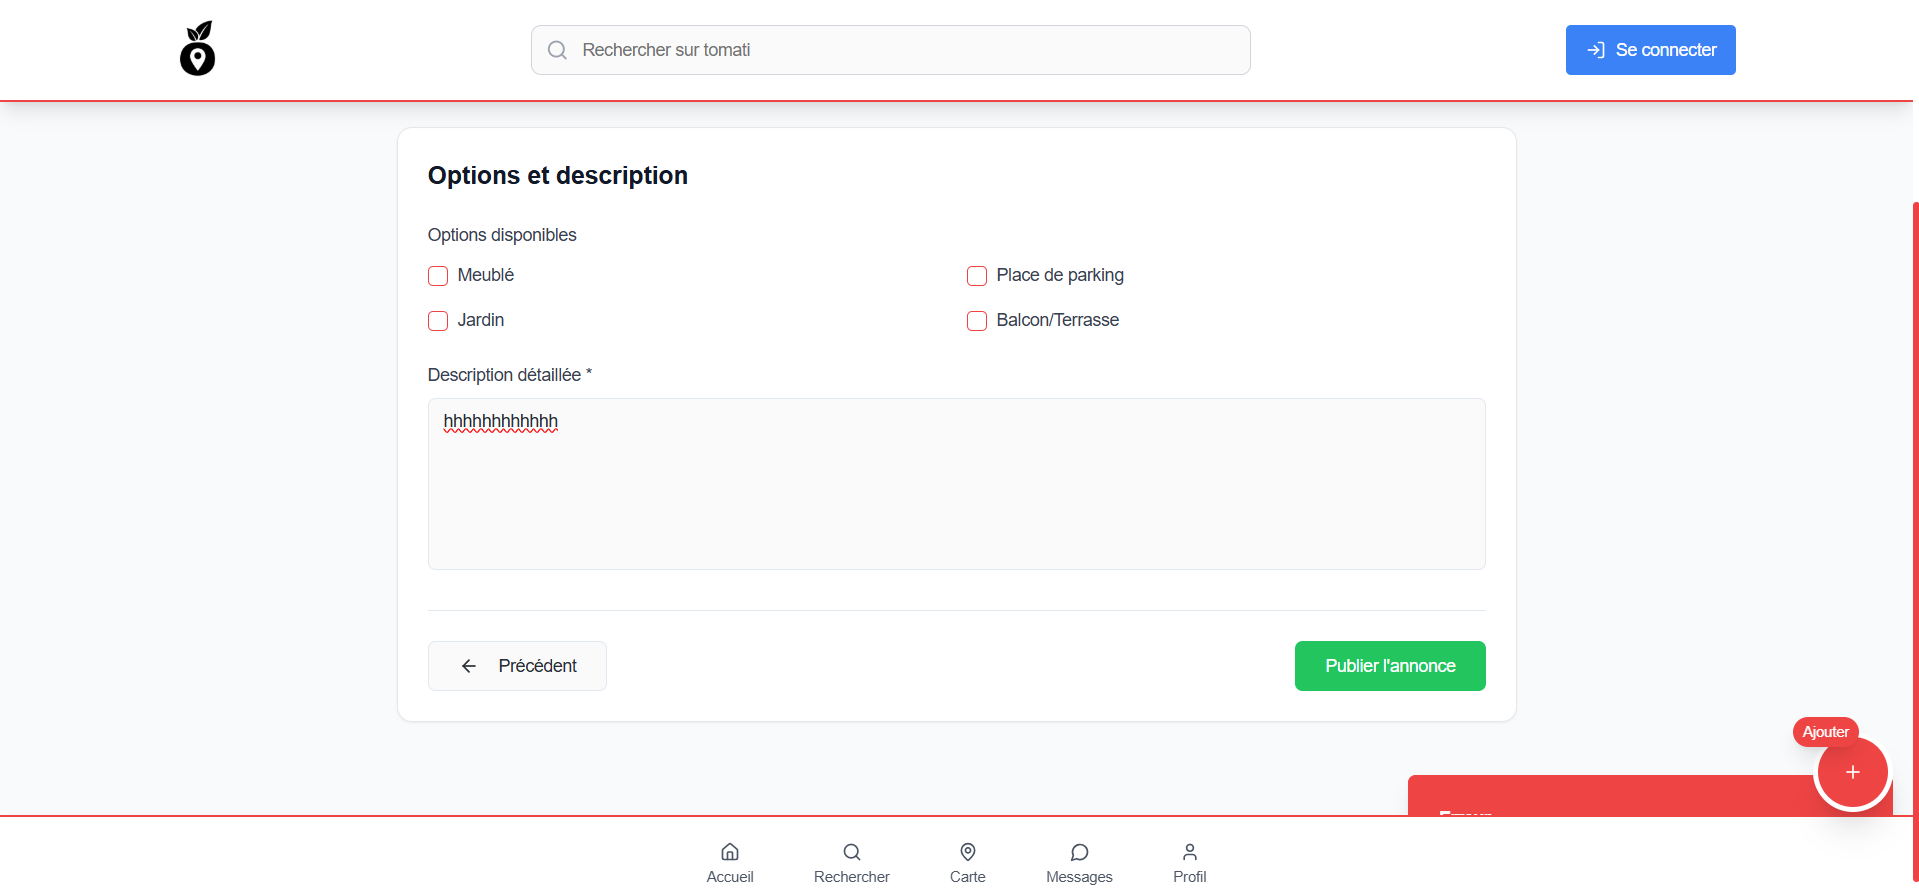 Rechercher sur tomati
Se connecter
Options et description
Options disponibles
Meublé
Place de parking
Jardin
Balcon/Terrasse
Description détaillée *
hhhhhhhhhhhh
Précédent
Publier l'annonce
Ajouter
Accueil
Rechercher
Carte
Messages
Profil